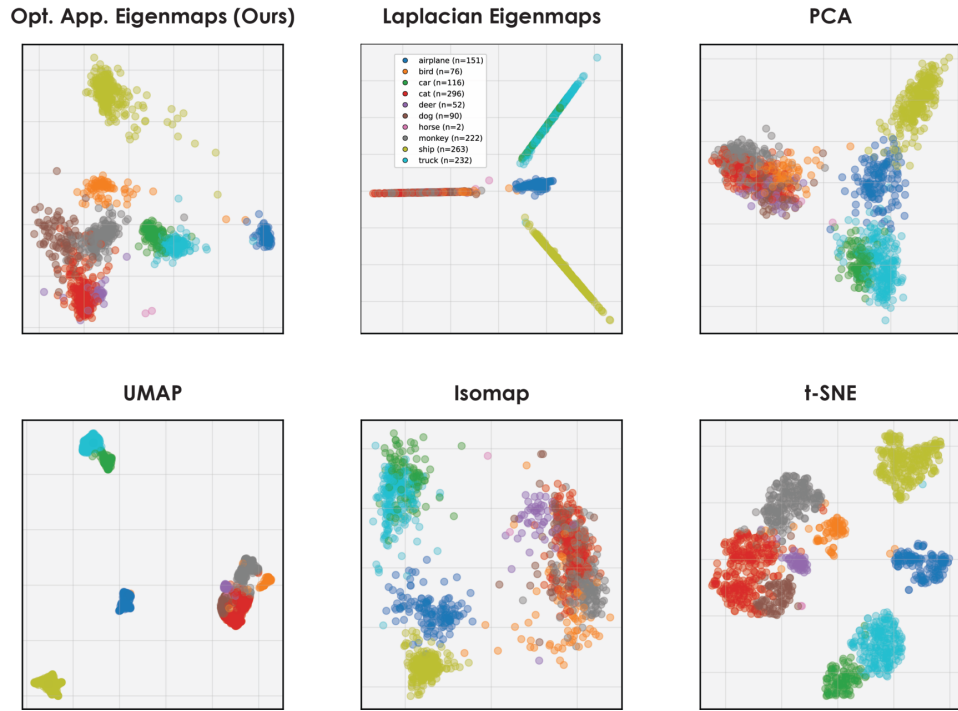 Opt. App. Eigenmaps (Ours)
Laplacian Eigenmaps
PCA
airplane (n=151)
bird (n=76)
car (n=116)
cat (n=296)
deer (n=52)
dog (n=90)
horse (n=2)
monkey (n=222)
ship (n=263)
truck (n=232)
UMAP
Isomap
t-SNE